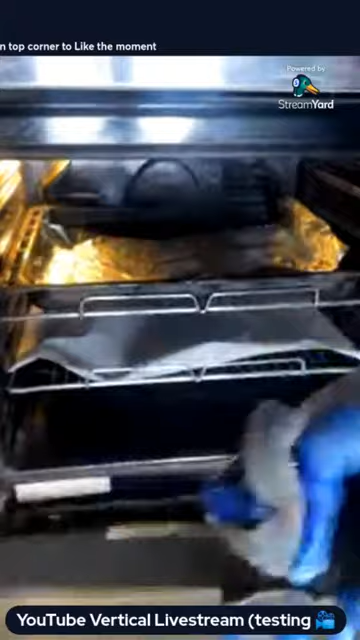 n top corner to Like the moment
Powered by
StreamYard
YouTube Vertical Livestream (testing 🎦